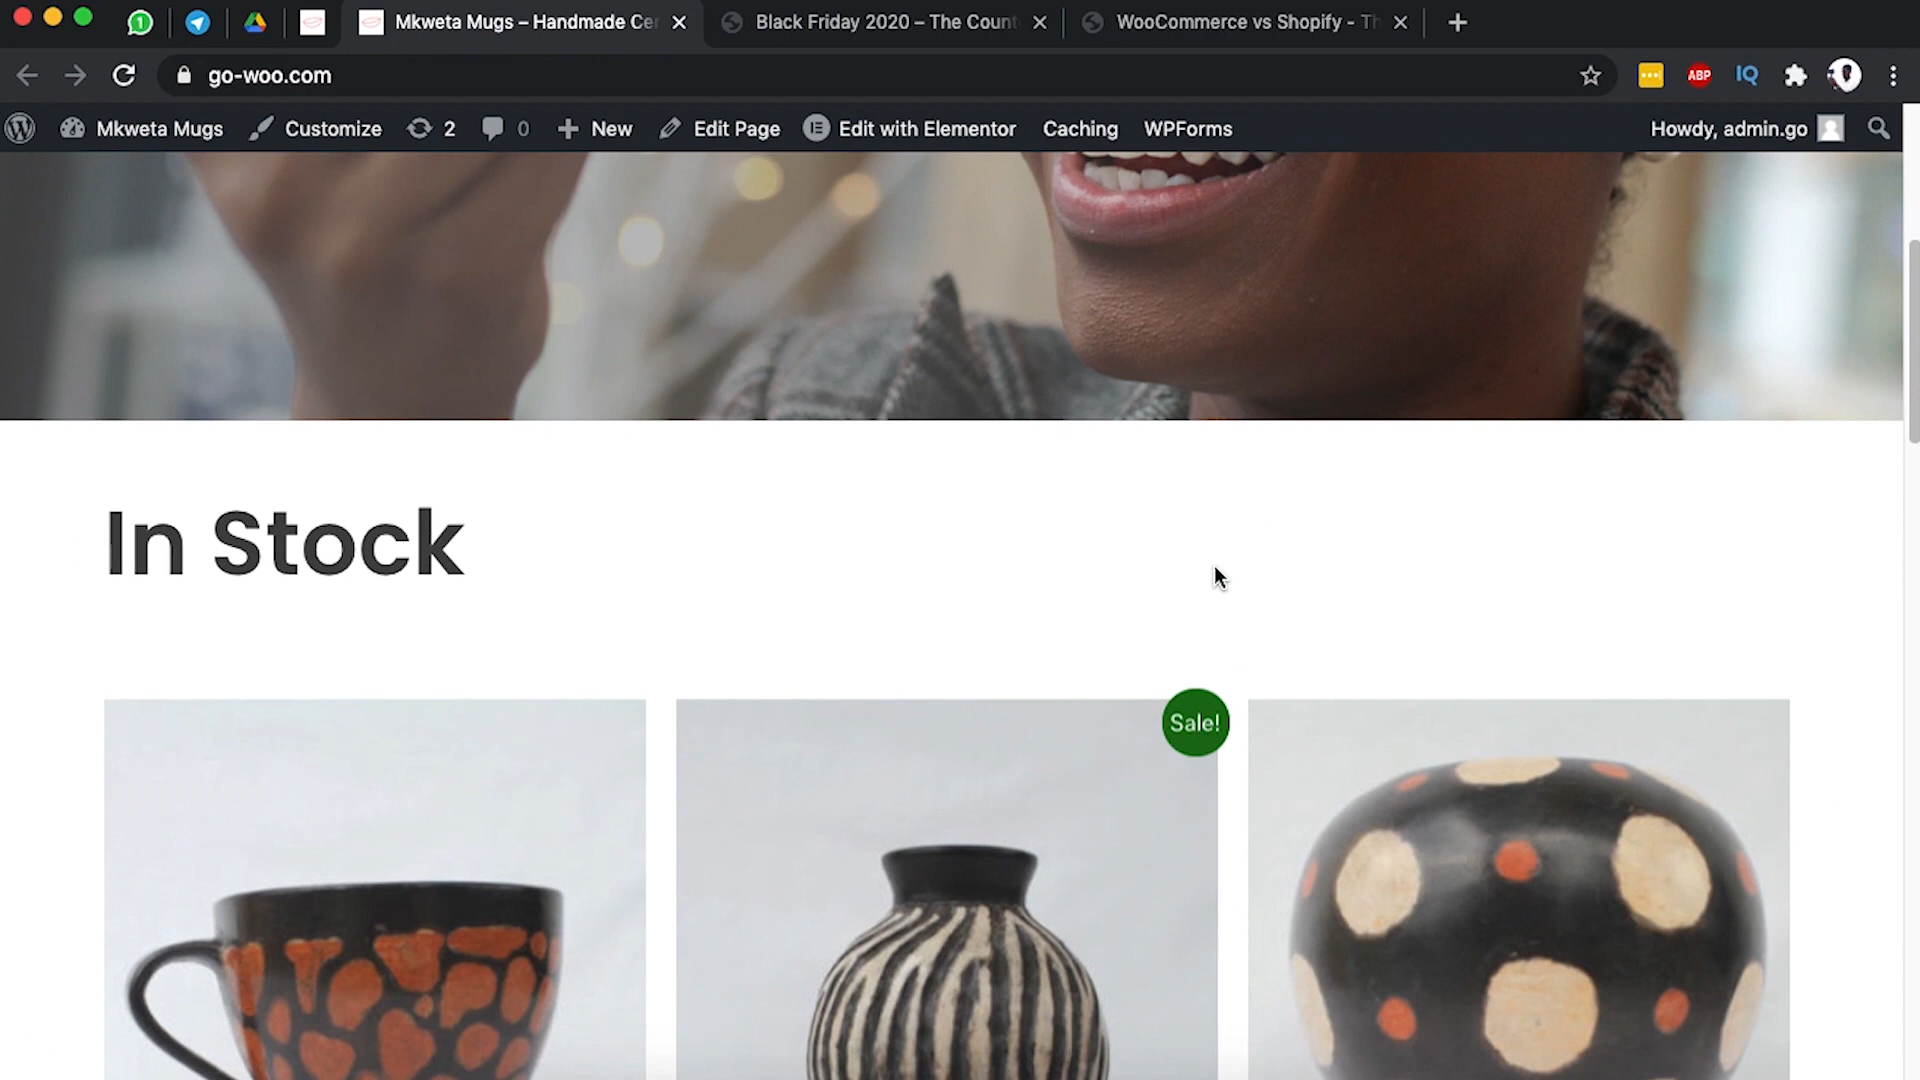 Mkweta Mugs – Handmade Cer
Black Friday 2020 – The Count
WooCommerce vs Shopify - Th
go-woo.com
ABP
IQ
Mkweta Mugs
Customize
2
0
New
Edit Page
Edit with Elementor
Caching
WPForms
Howdy, admin.go
In Stock
Sale!